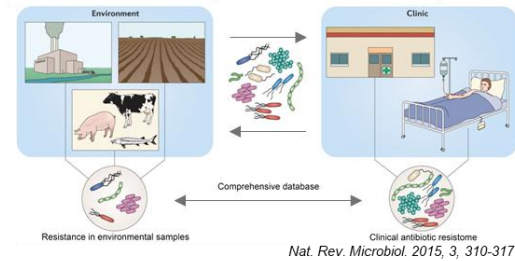 Environment
Clinic
Comprehensive database
Resistance in environmental samples
Clinical antibiotic resistome
Nat. Rev. Microbiol. 2015, 3, 310-317